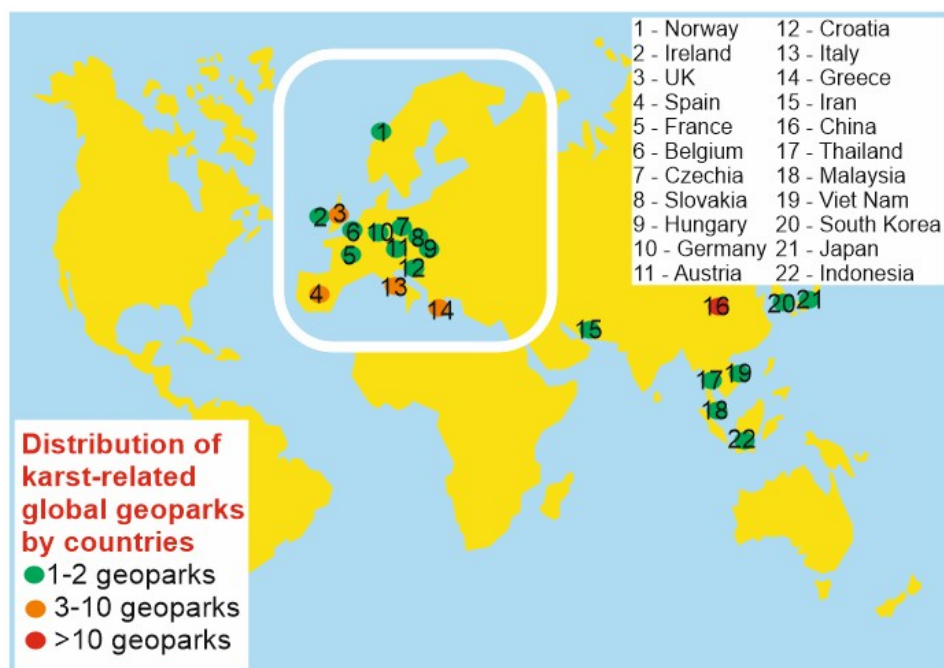 1 - Norway
2 - Ireland
3 - UK
4 - Spain
5 - France
6 - Belgium
7 - Czechia
8 - Slovakia
9 - Hungary
10 - Germany
11 - Austria
12 - Croatia
13 - Italy
14 - Greece
15 - Iran
16 - China
17 - Thailand
18 - Malaysia
19 - Viet Nam
20 - South Korea
21 - Japan
22 - Indonesia
1
2
3
6
10
7
8
5
11
9
12
4
13
14
15
16
20
21
17
19
18
22
Distribution of
karst-related
global geoparks
by countries
1-2 geoparks
3-10 geoparks
>10 geoparks